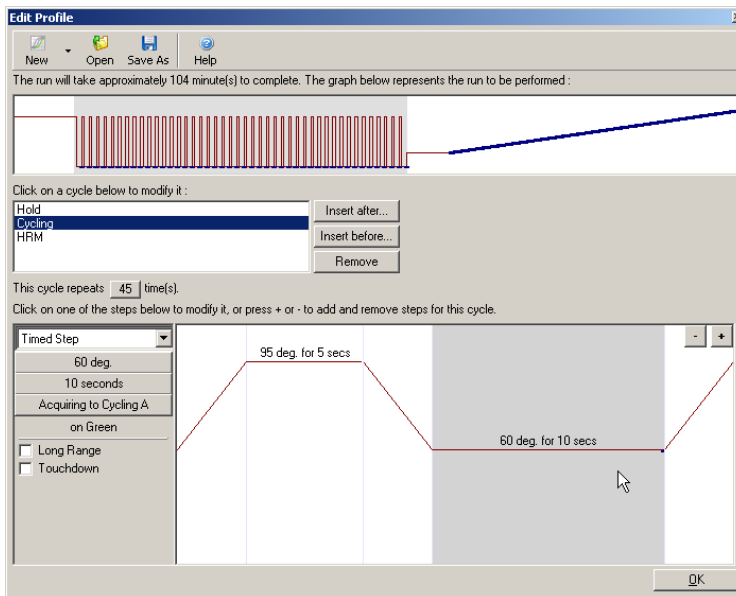 Edit Profile
New Open Save As Help
The run will take approximately 104 minute(s) to complete. The graph below represents the run to be performed :
Click on a cycle below to modify it :
Hold
Cycling
HRM
Insert after...
Insert before...
Remove
This cycle repeats 45 time(s).
Click on one of the steps below to modify it, or press + or - to add and remove steps for this cycle.
Timed Step
60 deg.
10 seconds
Acquiring to Cycling A
on Green
Long Range
Touchdown
95 deg. for 5 secs
- +
60 deg. for 10 secs
OK